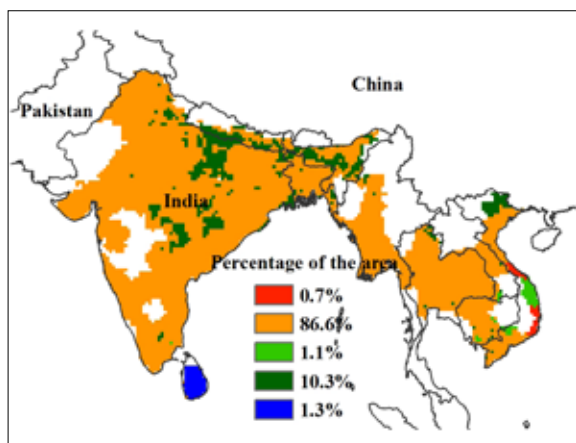 China
Pakistan
India
Percentage of the area
0.7%
86.6%
1.1%
10.3%
1.3%